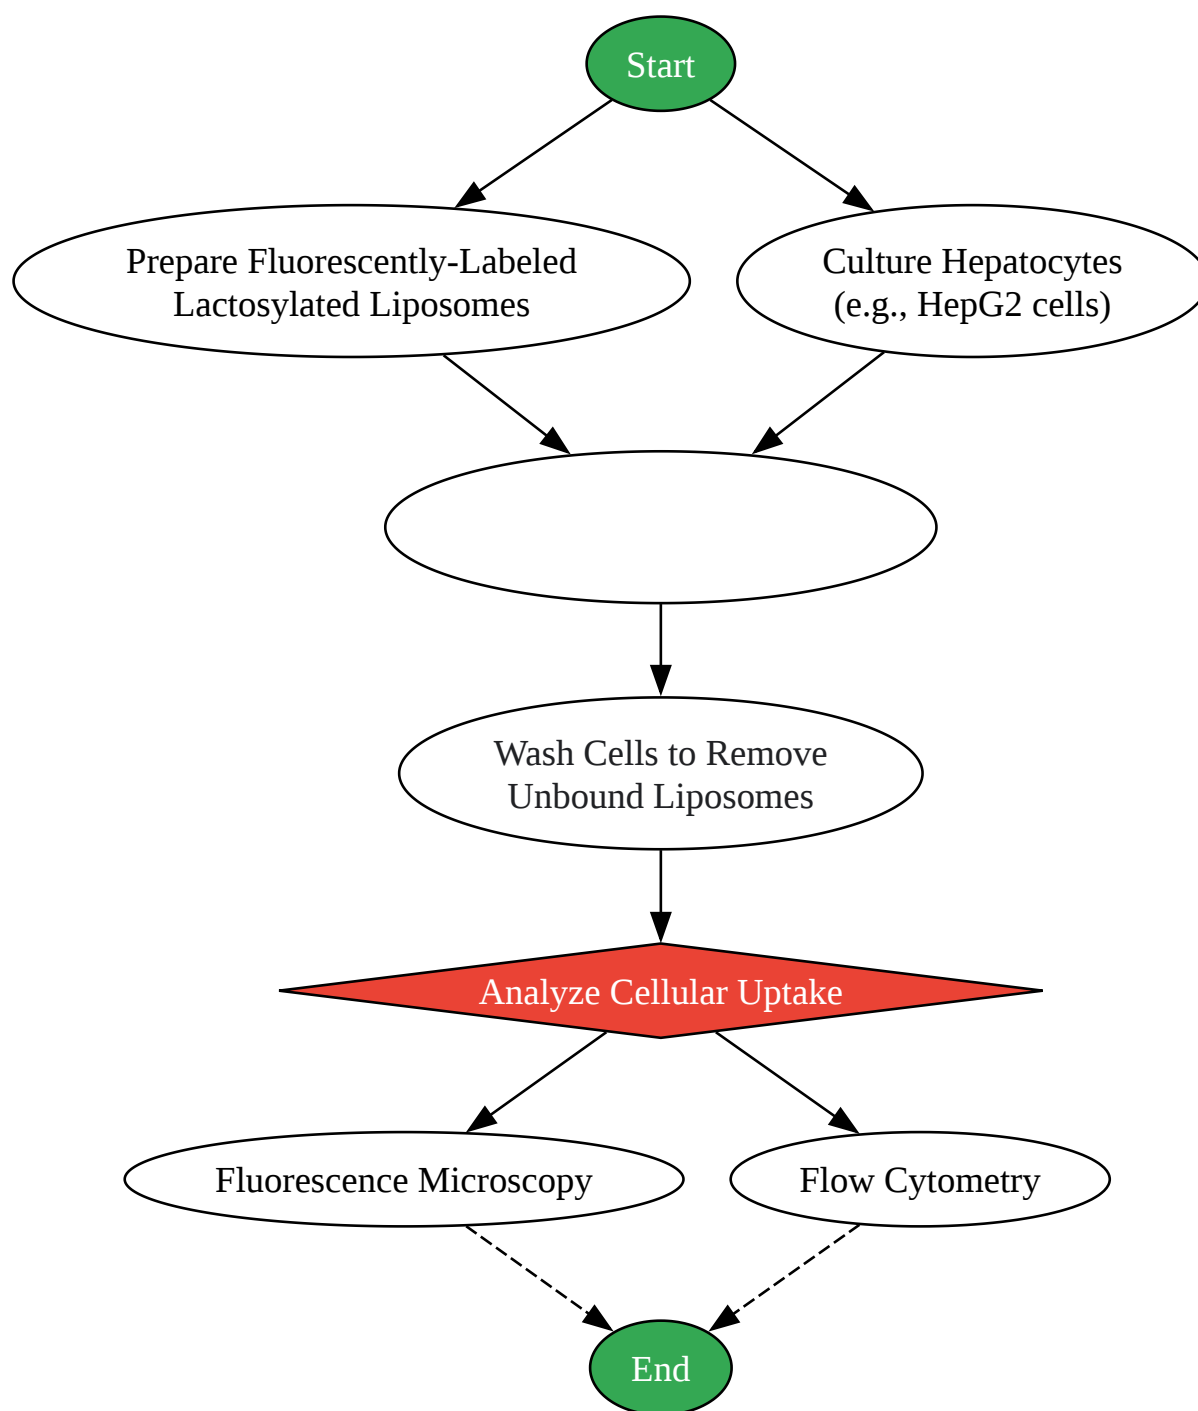 Start
Prepare Fluorescently-Labeled
Lactosylated Liposomes
Culture Hepatocytes
(e.g., HepG2 cells)
Wash Cells to Remove
Unbound Liposomes
Analyze Cellular Uptake
Fluorescence Microscopy
Flow Cytometry
End